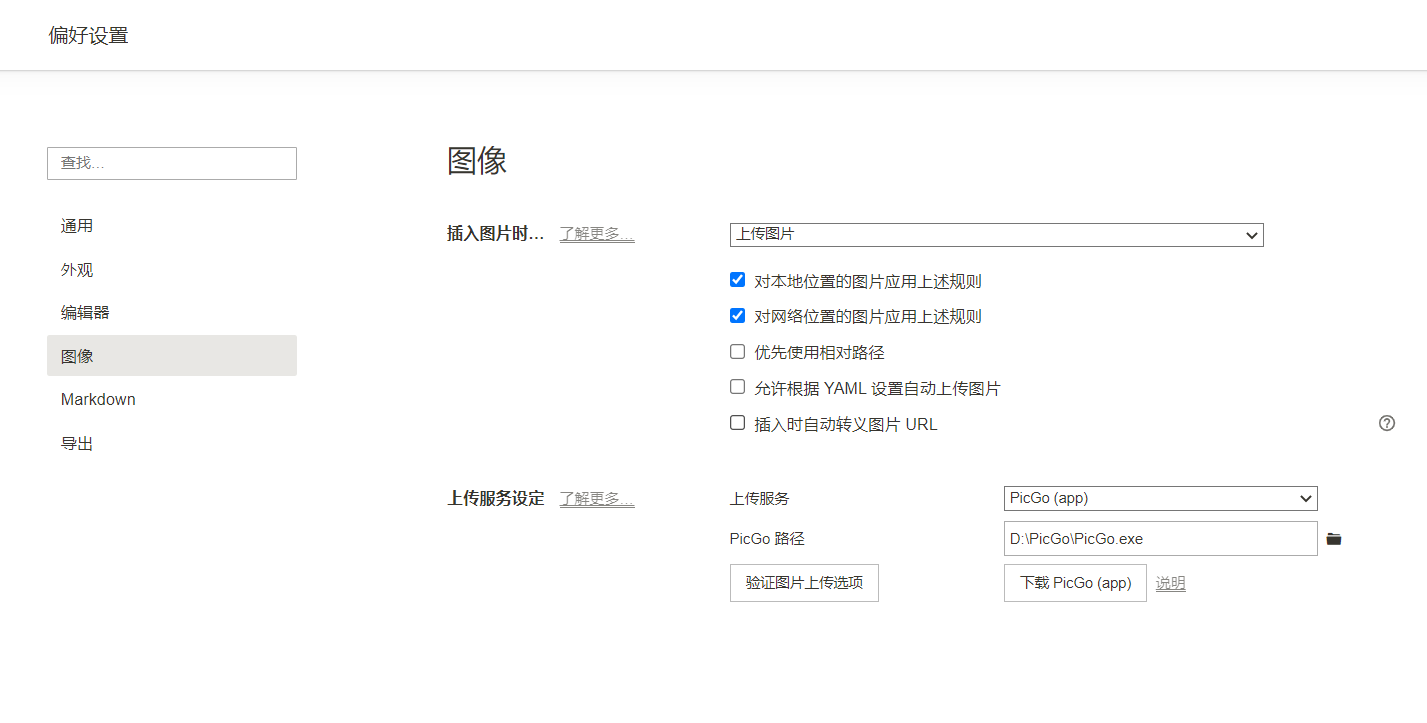 偏好设置
查找...
通用
外观
编辑器
图像
Markdown
导出
图像
插入图片时... 了解更多...
上传图片
对本地位置的图片应用上述规则
对网络位置的图片应用上述规则
优先使用相对路径
允许根据 YAML 设置自动上传图片
插入时自动转义图片 URL
上传服务设定 了解更多...
上传服务 PicGo (app)
PicGo 路径 D:\PicGo\PicGo.exe
验证图片上传选项 下载 PicGo (app) 说明